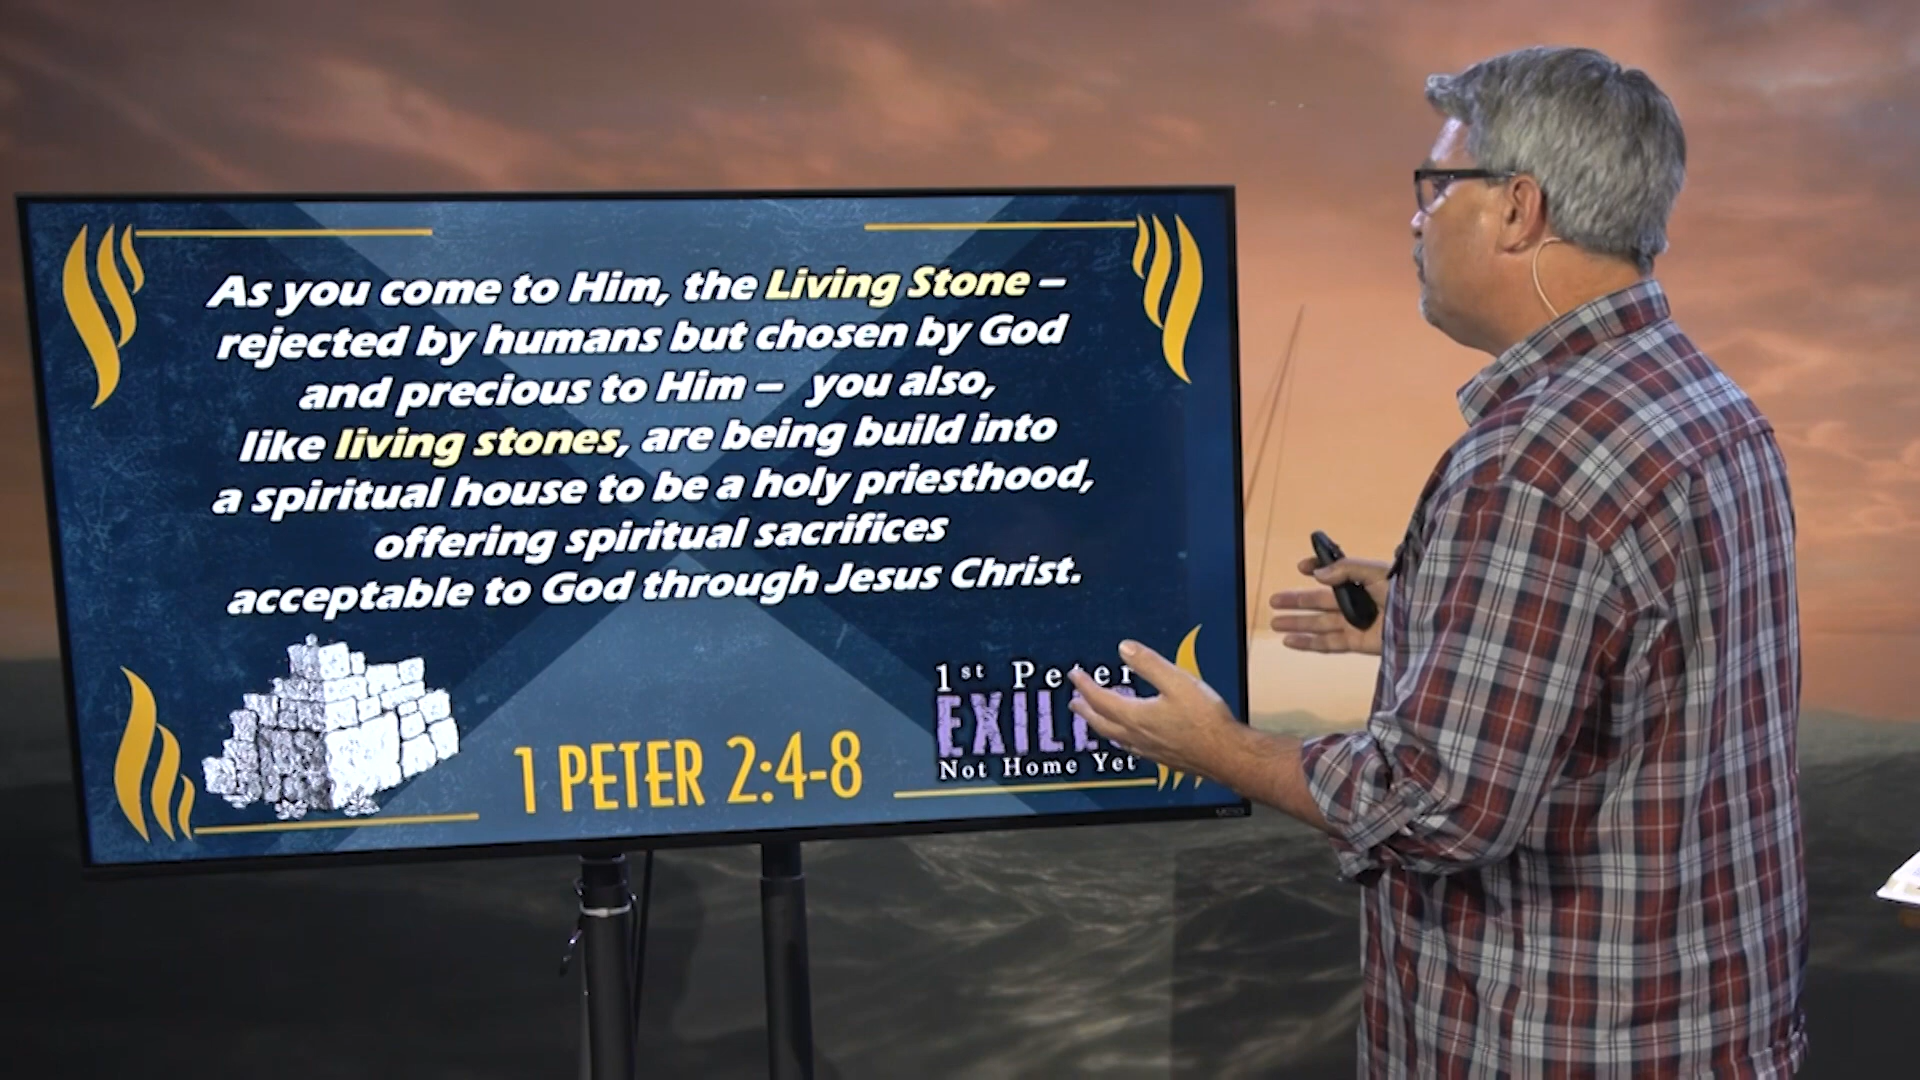 As you come to Him, the Living Stone –
rejected by humans but chosen by God
and precious to Him – you also,
like living stones, are being build into
a spiritual house to be a holy priesthood,
offering spiritual sacrifices
acceptable to God through Jesus Christ.
1 PETER 2:4-8
1st Peter
Not Home Yet